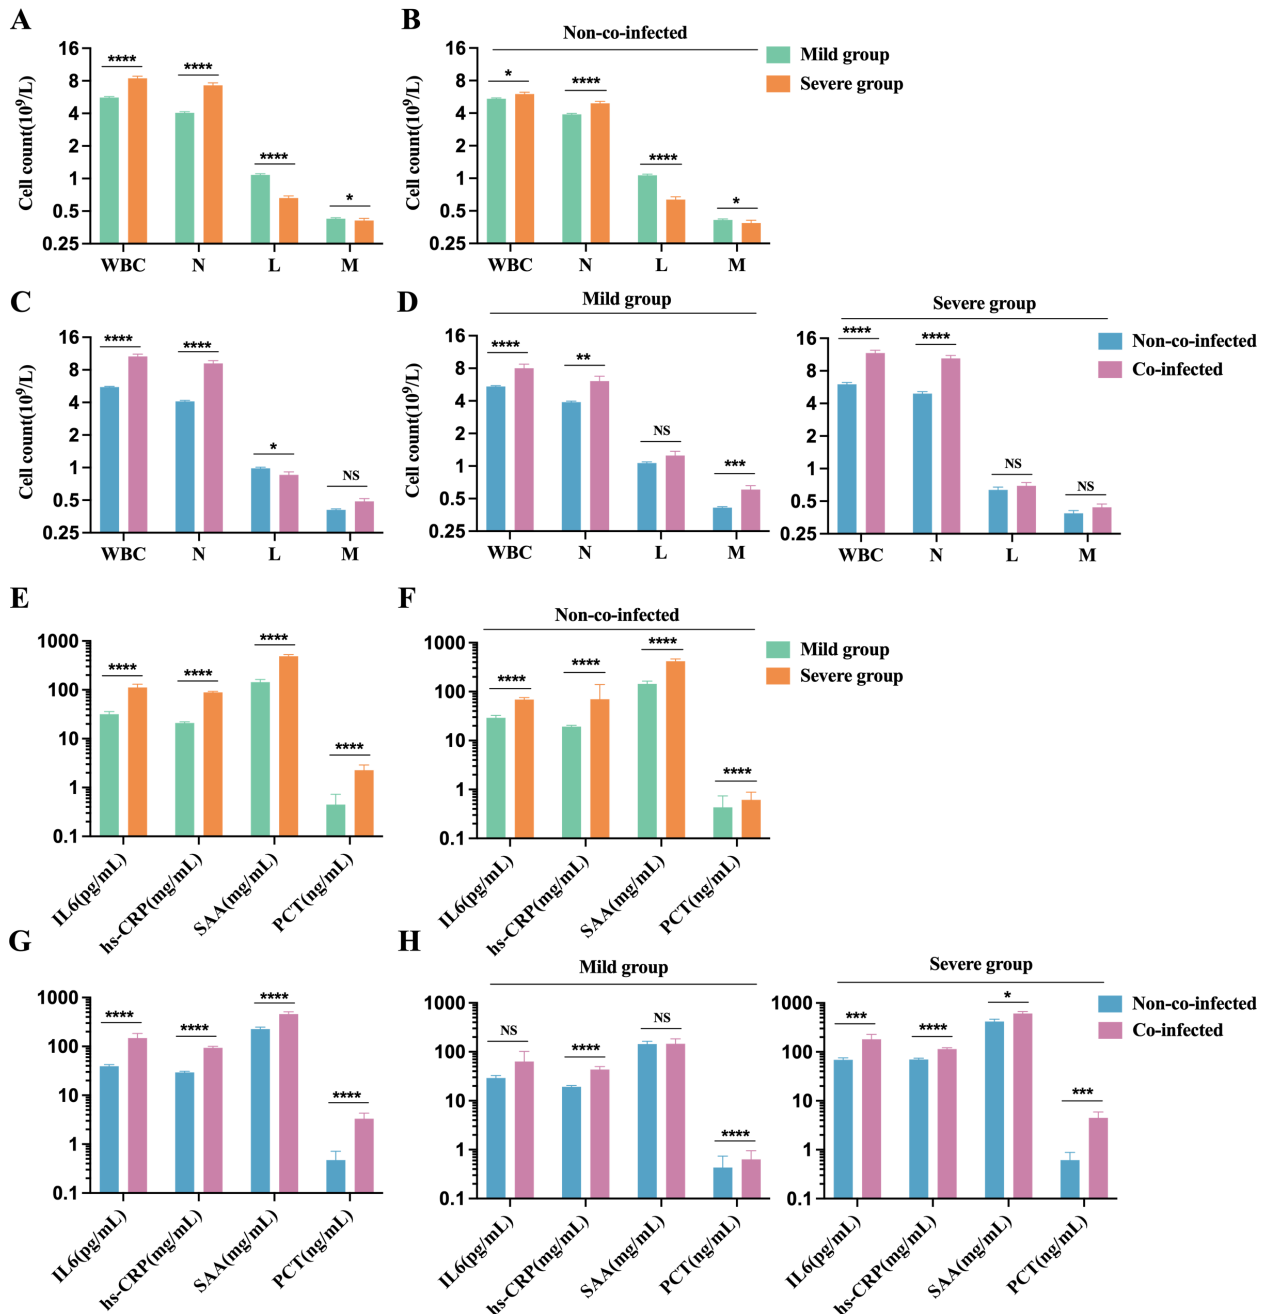 A
Cell count(10⁹/L)
16
8
4
2
1
0.5
0.25
****
****
****
*
WBC N L M
B
Non-co-infected
Cell count(10⁹/L)
16
8
4
2
1
0.5
0.25
*
****
****
*
WBC N L M
Mild group
Severe group
C
Cell count(10⁹/L)
16
8
4
2
1
0.5
0.25
****
****
*
NS
WBC N L M
D
Mild group
Cell count(10⁹/L)
16
8
4
2
1
0.5
0.25
****
**
NS
***
WBC N L M
Severe group
16
8
4
2
1
0.5
0.25
****
****
NS
NS
WBC N L M
Non-co-infected
Co-infected
E
1000
100
10
1
0.1
****
****
****
****
IL6(pg/mL)
hs-CRP(mg/mL)
SAA(mg/mL)
PCT(ng/mL)
F
Non-co-infected
1000
100
10
1
0.1
****
****
****
****
IL6(pg/mL)
hs-CRP(mg/mL)
SAA(mg/mL)
PCT(ng/mL)
Mild group
Severe group
G
1000
100
10
1
0.1
****
****
****
****
IL6(pg/mL)
hs-CRP(mg/mL)
SAA(mg/mL)
PCT(ng/mL)
H
Mild group
1000
100
10
1
0.1
NS
****
NS
****
IL6(pg/mL)
hs-CRP(mg/mL)
SAA(mg/mL)
PCT(ng/mL)
Severe group
1000
100
10
1
0.1
***
****
*
***
IL6(pg/mL)
hs-CRP(mg/mL)
SAA(mg/mL)
PCT(ng/mL)
Non-co-infected
Co-infected